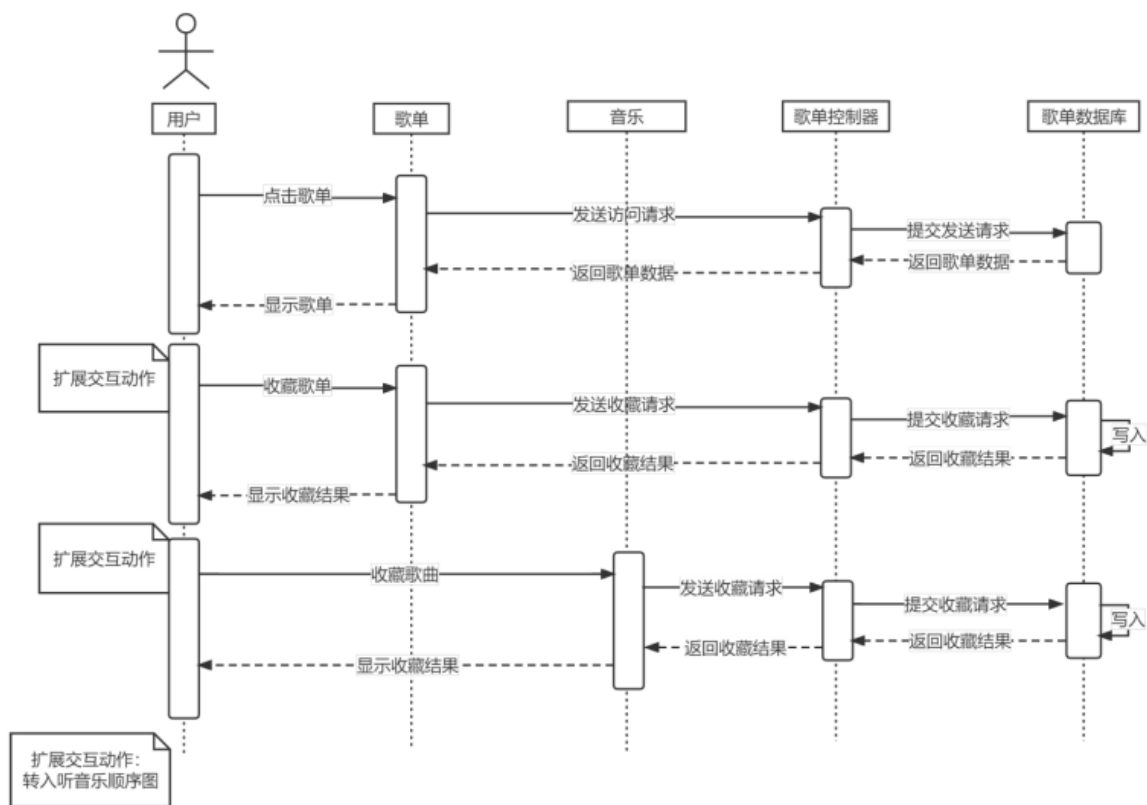 用户
歌单
音乐
歌单控制器
歌单数据库
点击歌单
发送访问请求
提交发送请求
返回歌单数据
返回歌单数据
显示歌单
扩展交互动作
收藏歌单
发送收藏请求
提交收藏请求
写入
返回收藏结果
返回收藏结果
显示收藏结果
扩展交互动作
收藏歌曲
发送收藏请求
提交收藏请求
写入
返回收藏结果
返回收藏结果
显示收藏结果
扩展交互动作：
转入听音乐顺序图